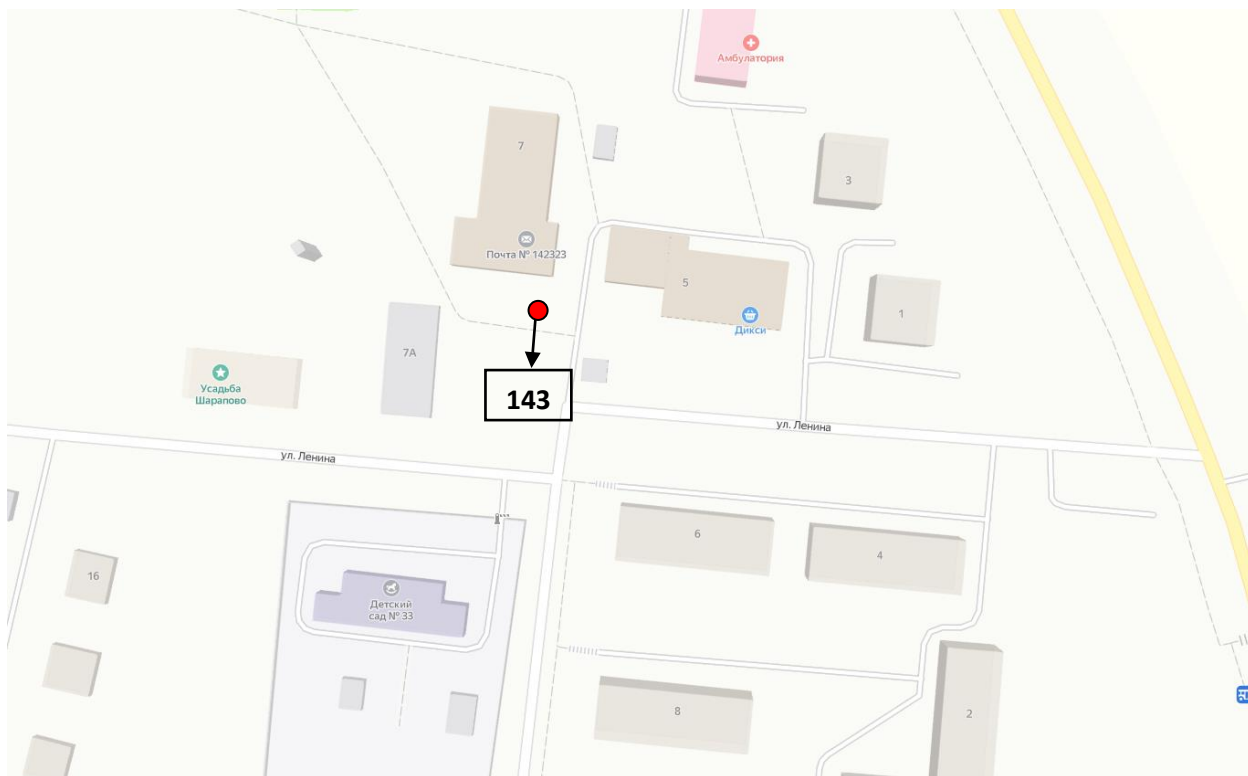 Амбулатория
7
3
Почта № 142323
5
1
Дикси
7А
Усадьба
Шарапово
143
ул. Ленина
ул. Ленина
6
4
16
Детский
сад № 33
8
2